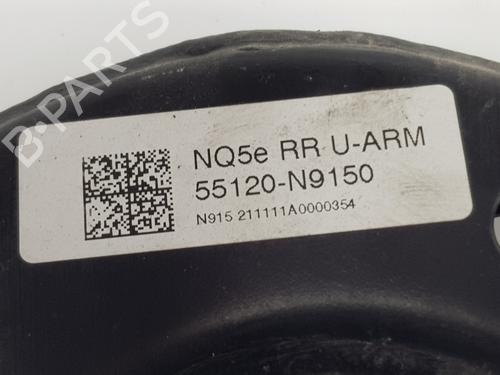 B-PARTS
NQ5e RR U-ARM
55120-N9150
N915 211111A0000354